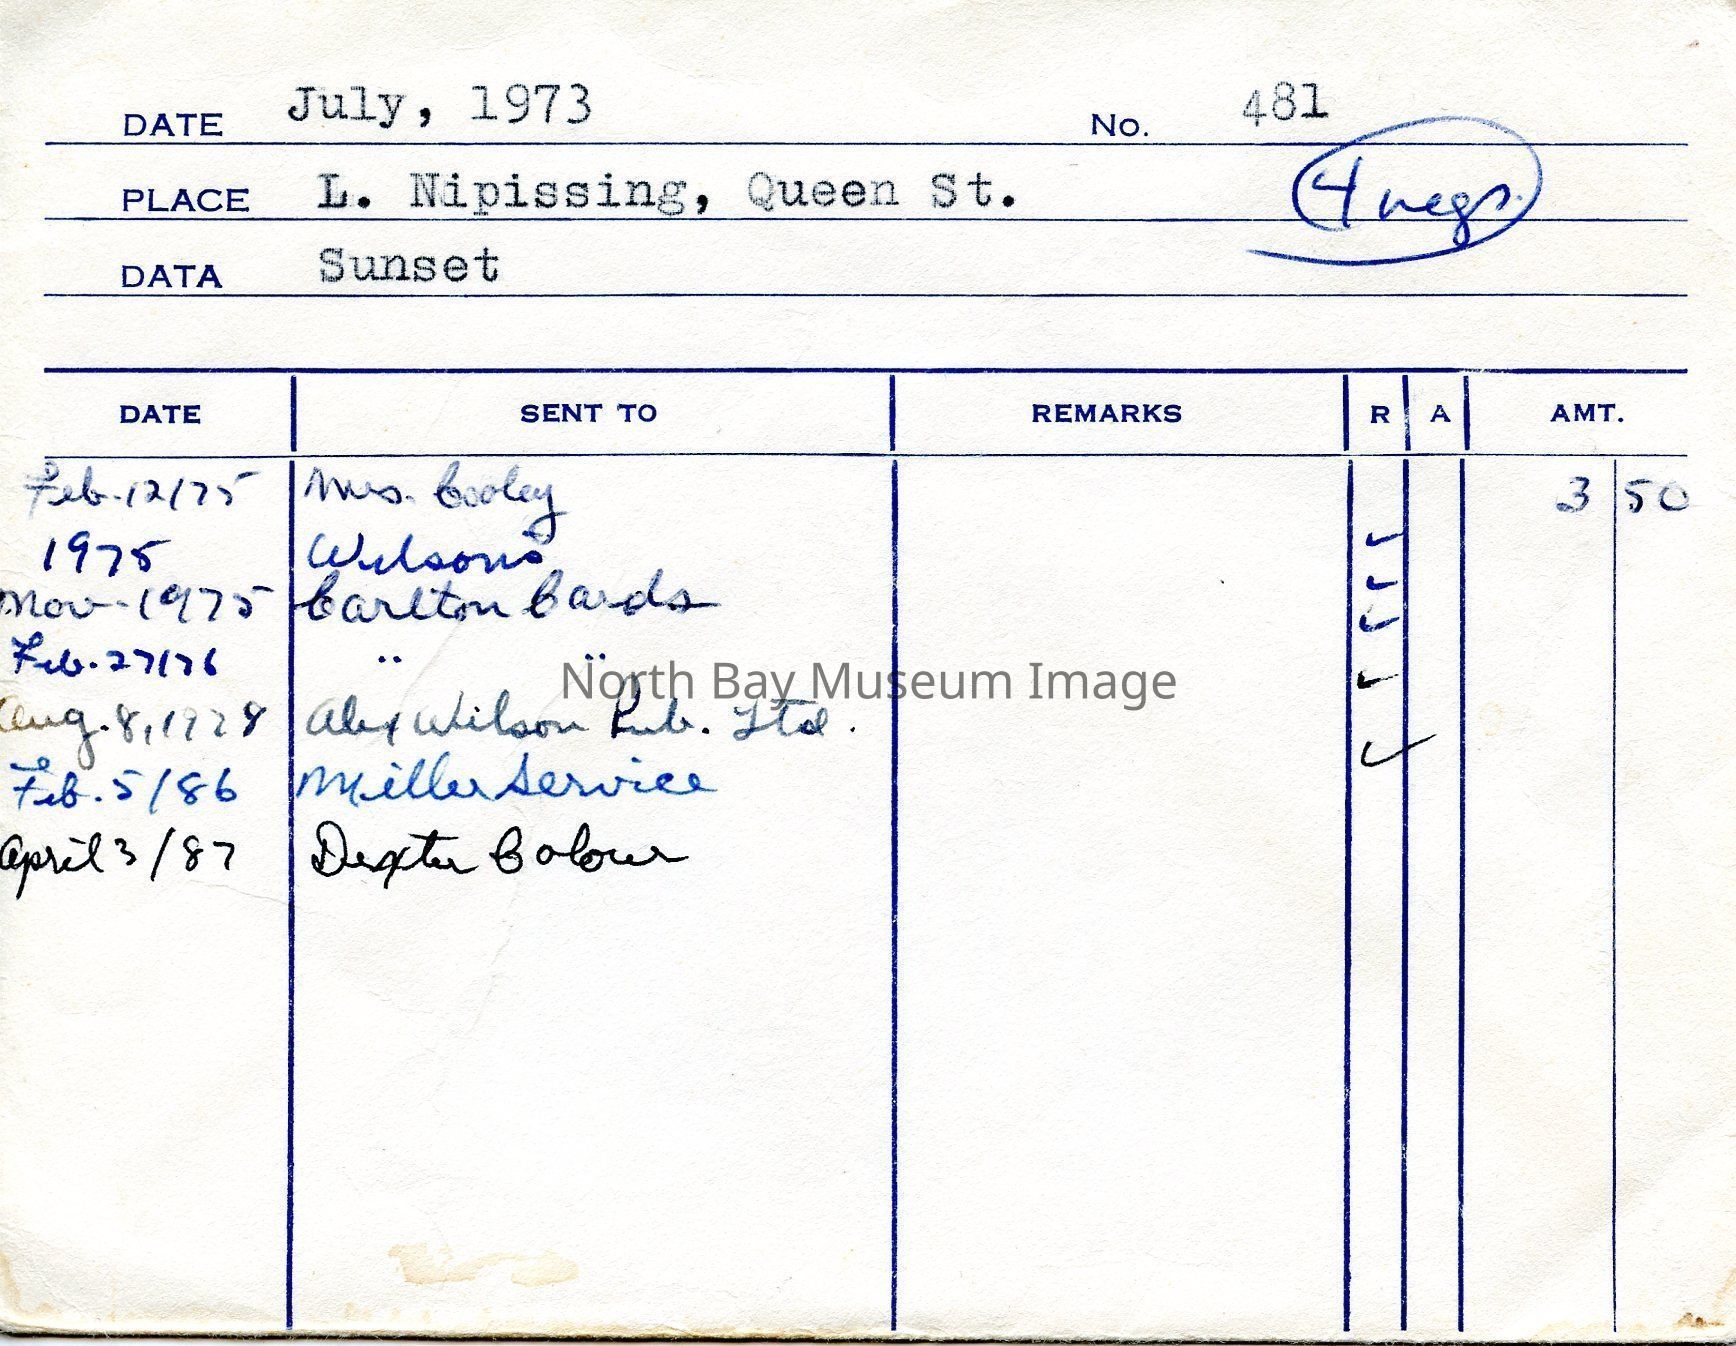 DATE July, 1973 No. 481
PLACE L. Nipissing, Queen St. 4 negs.
DATA Sunset
DATE SENT TO REMARKS R A AMT.
Feb. 12/75 Mrs. Cooley 3 50
1975 Wilsons ✓
✓
Nov. 1975 Carlton Cards ✓
Feb. 27/76 " " ✓
North Bay Museum Image
Aug. 8, 1978 Alex Wilson Pub. Ltd. ✓
Feb. 5/86 Miller Service
April 3/87 Dexter Colour